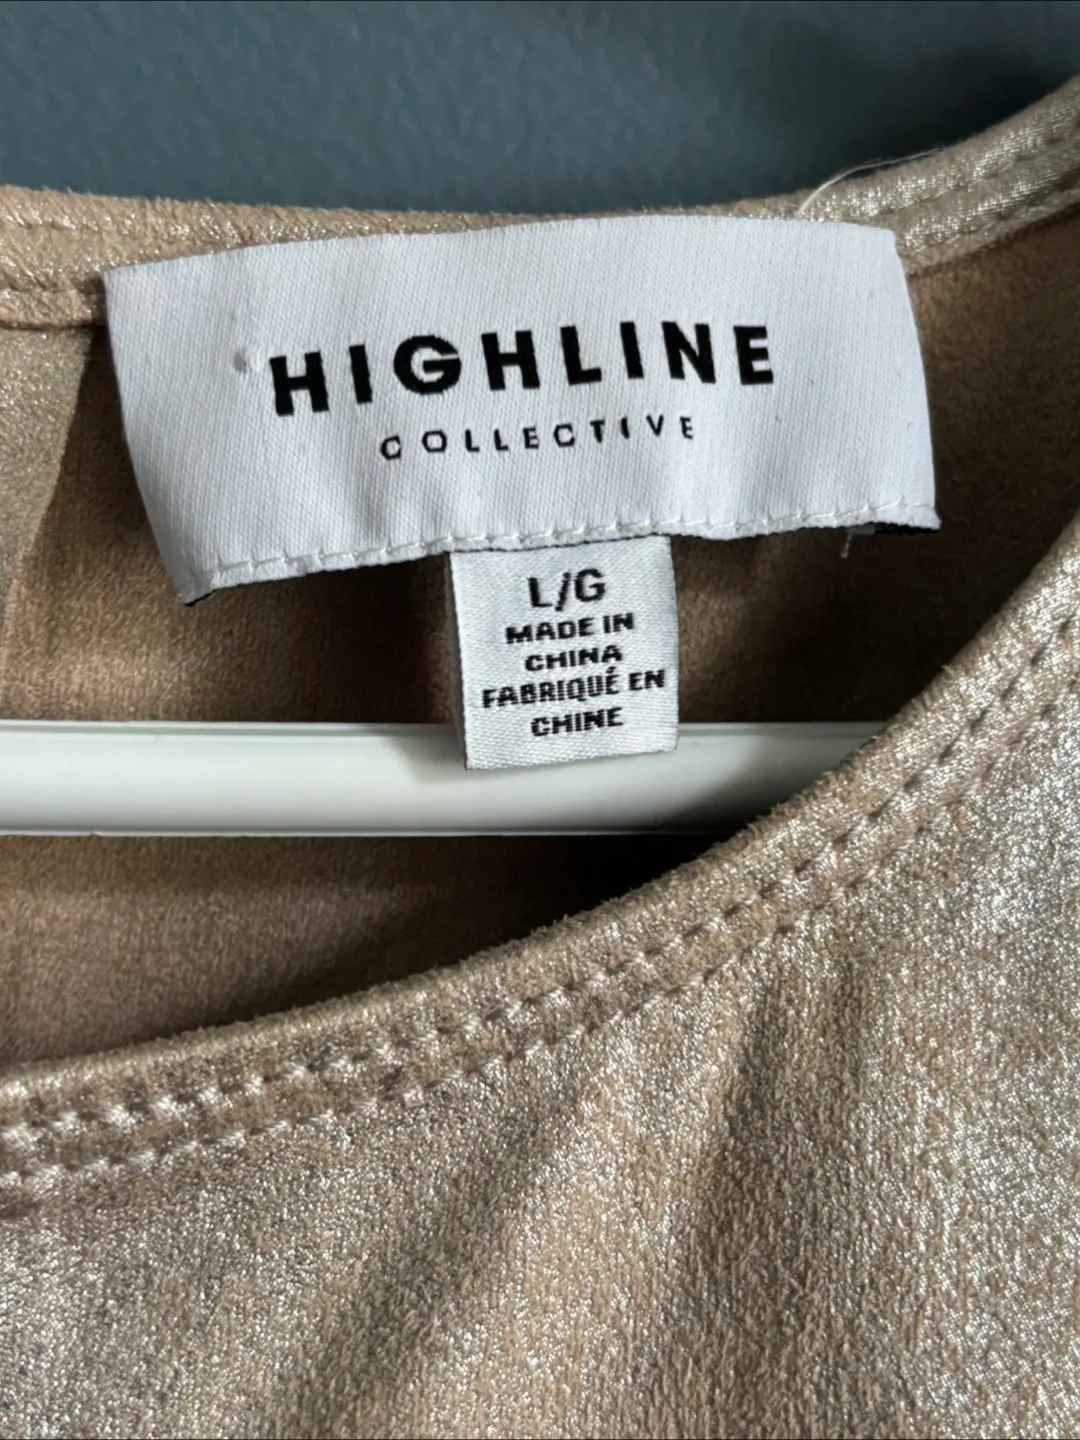 HIGHLINE
COLLECTIVE
L/G
MADE IN
CHINA
FABRIQUÉ EN
CHINE